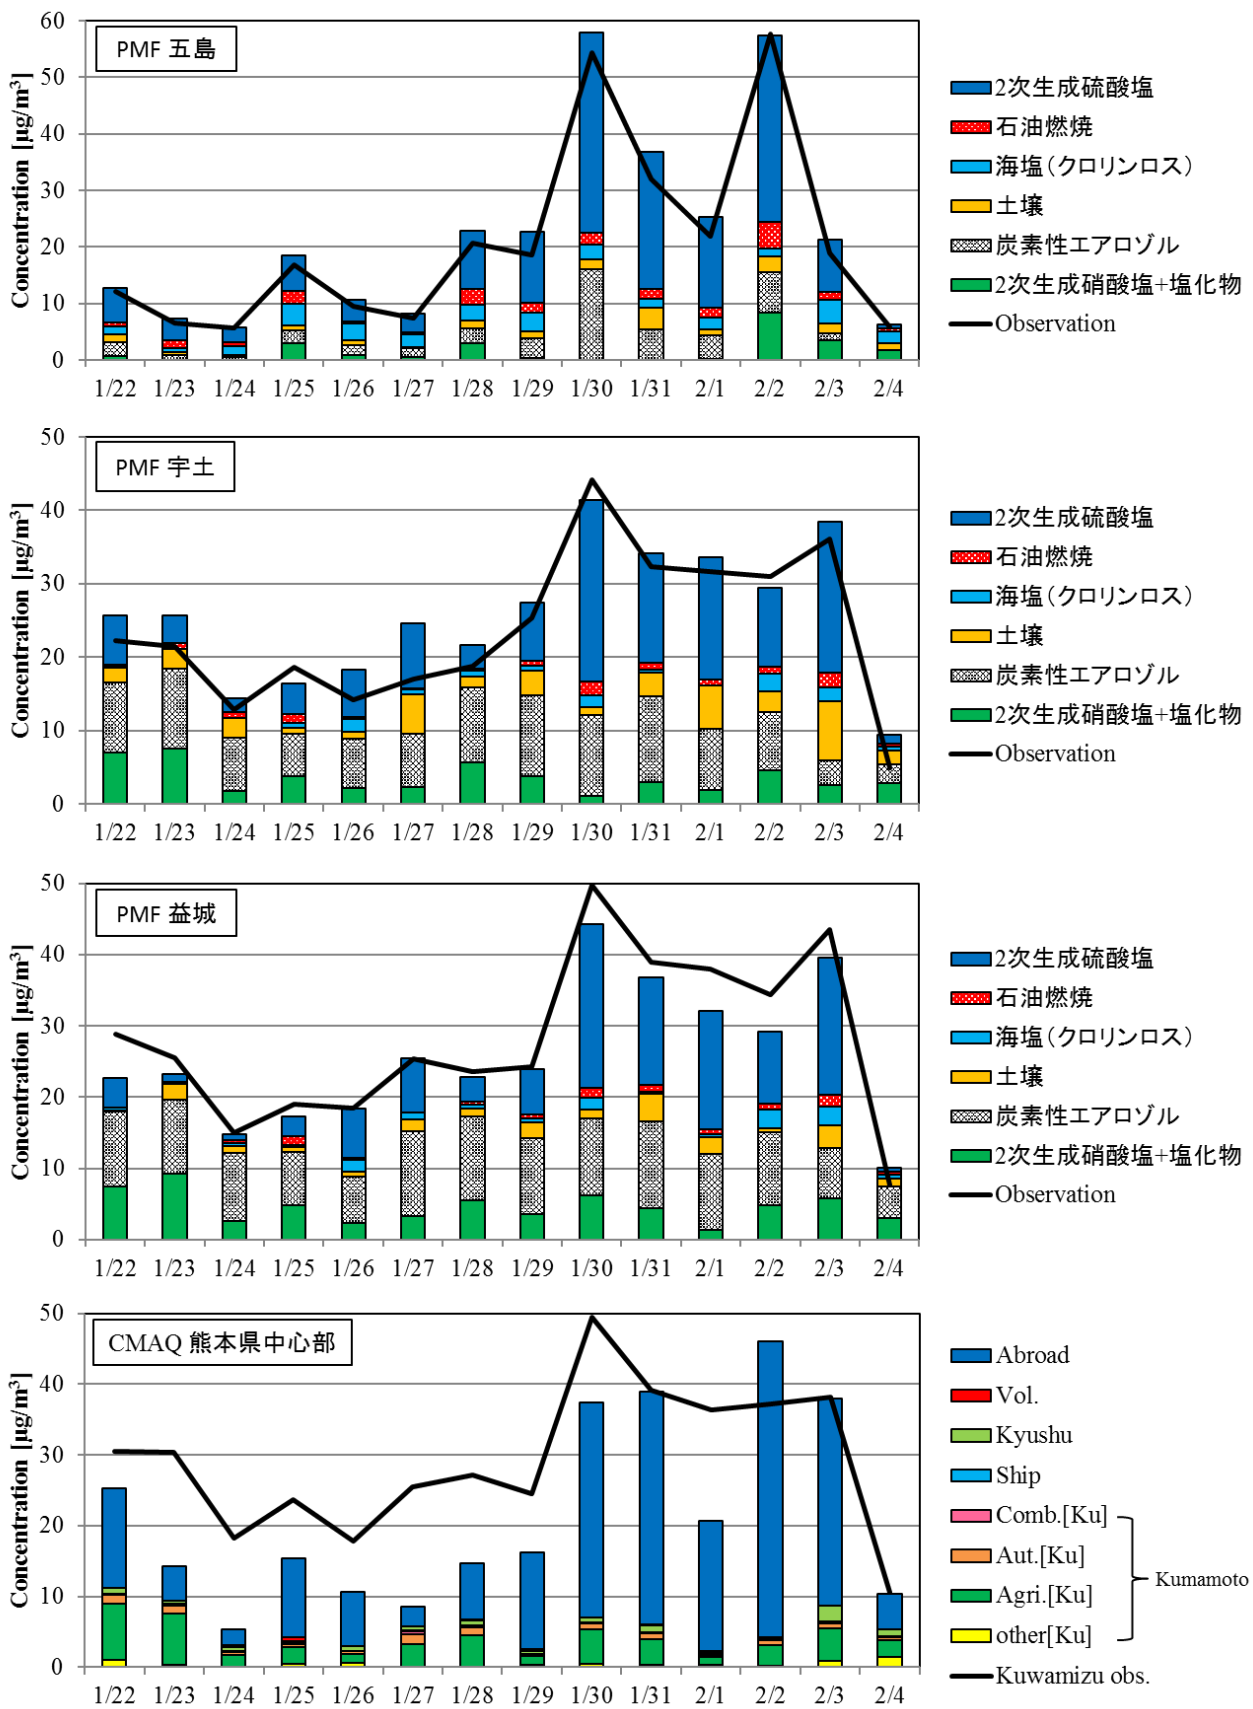 PMF 五島
Concentration [μg/m³]
60
50
40
30
20
10
0
1/22 1/23 1/24 1/25 1/26 1/27 1/28 1/29 1/30 1/31 2/1 2/2 2/3 2/4
2次生成硫酸塩
石油燃焼
海塩(クロリンロス)
土壌
炭素性エアロゾル
2次生成硝酸塩+塩化物
Observation
PMF 宇土
Concentration [μg/m³]
50
40
30
20
10
0
1/22 1/23 1/24 1/25 1/26 1/27 1/28 1/29 1/30 1/31 2/1 2/2 2/3 2/4
2次生成硫酸塩
石油燃焼
海塩(クロリンロス)
土壌
炭素性エアロゾル
2次生成硝酸塩+塩化物
Observation
PMF 益城
Concentration [μg/m³]
50
40
30
20
10
0
1/22 1/23 1/24 1/25 1/26 1/27 1/28 1/29 1/30 1/31 2/1 2/2 2/3 2/4
2次生成硫酸塩
石油燃焼
海塩(クロリンロス)
土壌
炭素性エアロゾル
2次生成硝酸塩+塩化物
Observation
CMAQ 熊本県中心部
Concentration [μg/m³]
50
40
30
20
10
0
1/22 1/23 1/24 1/25 1/26 1/27 1/28 1/29 1/30 1/31 2/1 2/2 2/3 2/4
Abroad
Vol.
Kyushu
Ship
Comb.[Ku]
Aut.[Ku]
Agri.[Ku]
other[Ku]
Kumamoto
Kuwamizu obs.